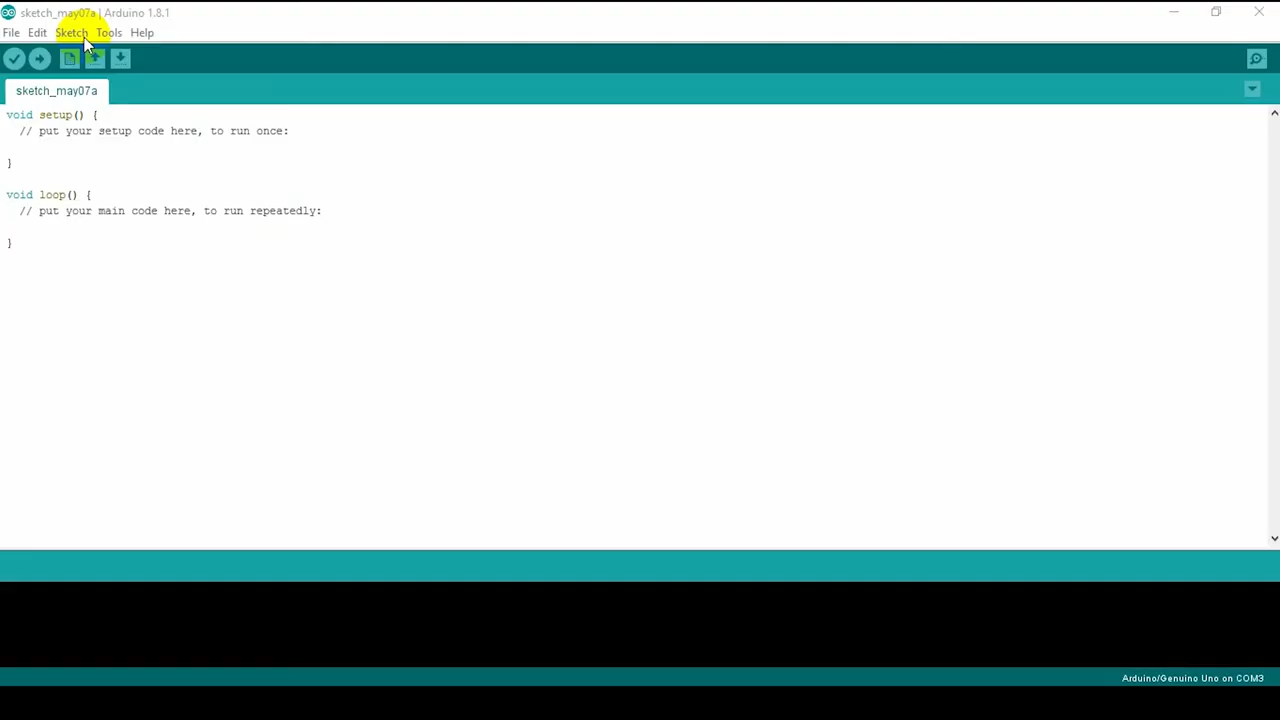 sketch_may07a | Arduino 1.8.1
File Edit Sketch Tools Help
sketch_may07a
void setup() {
// put your setup code here, to run once:
}
void loop() {
// put your main code here, to run repeatedly:
}
Arduino/Genuino Uno on COM3